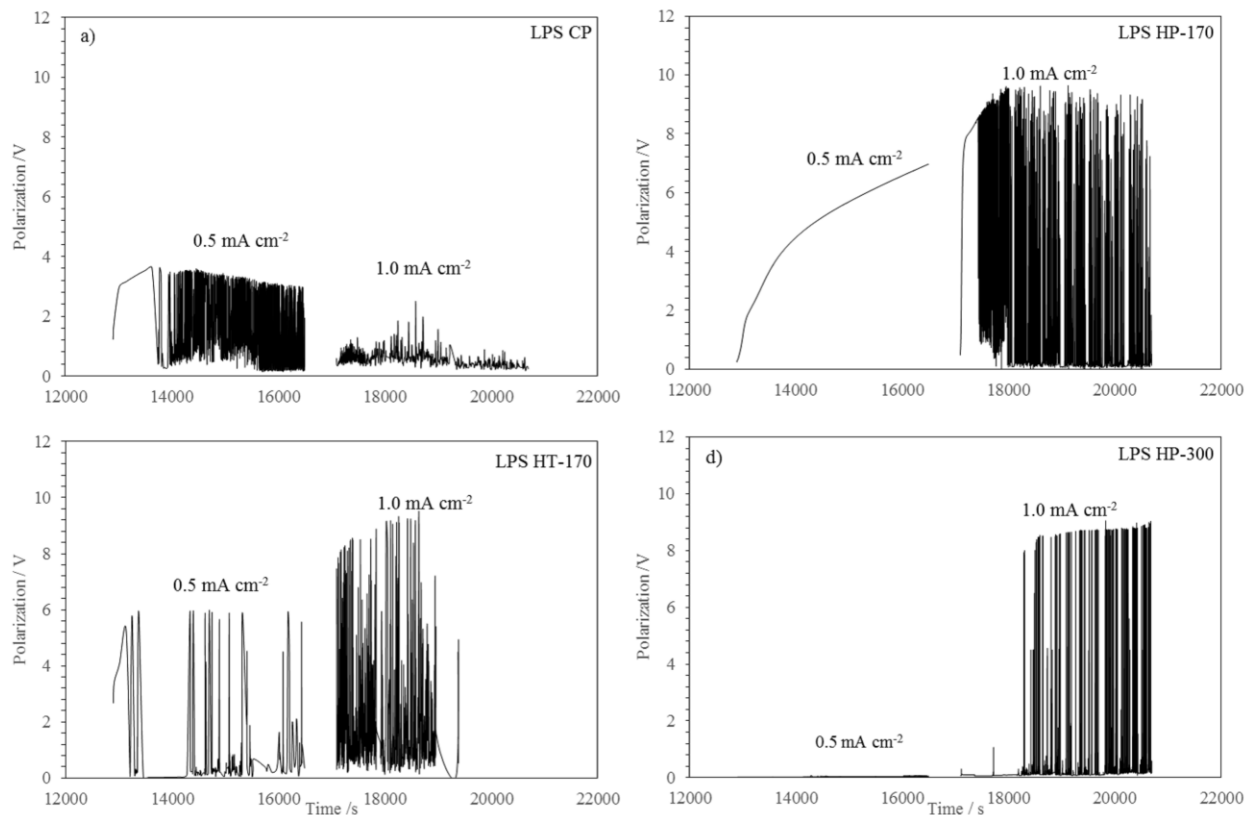 a)
LPS CP
0.5 mA cm-2
1.0 mA cm-2
Polarization /V
12
10
8
6
4
2
0
12000 14000 16000 18000 20000 22000
LPS HP-170
0.5 mA cm-2
1.0 mA cm-2
Polarization /V
12
10
8
6
4
2
0
12000 14000 16000 18000 20000 22000
LPS HT-170
0.5 mA cm-2
1.0 mA cm-2
Polarization / V
12
10
8
6
4
2
0
12000 14000 16000 18000 20000 22000
Time /s
d)
LPS HP-300
0.5 mA cm-2
1.0 mA cm-2
Polarization /V
12
10
8
6
4
2
0
12000 14000 16000 18000 20000 22000
Time /s